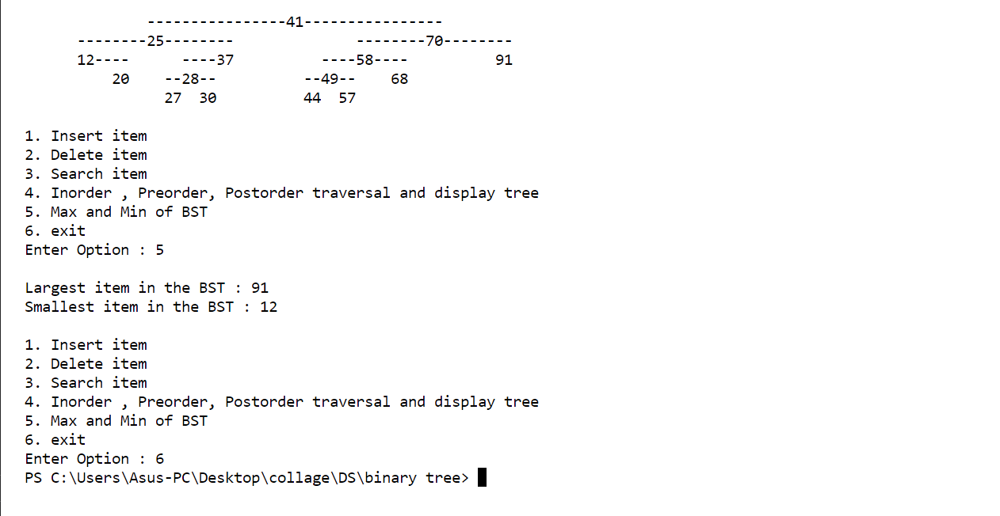 ----------------41----------------
--------25-------- --------70--------
12---- ----37 ----58---- 91
20 --28-- --49-- 68
27 30 44 57
1. Insert item
2. Delete item
3. Search item
4. Inorder , Preorder, Postorder traversal and display tree
5. Max and Min of BST
6. exit
Enter Option : 5
Largest item in the BST : 91
Smallest item in the BST : 12
1. Insert item
2. Delete item
3. Search item
4. Inorder , Preorder, Postorder traversal and display tree
5. Max and Min of BST
6. exit
Enter Option : 6
PS C:\Users\Asus-PC\Desktop\collage\DS\binary tree>